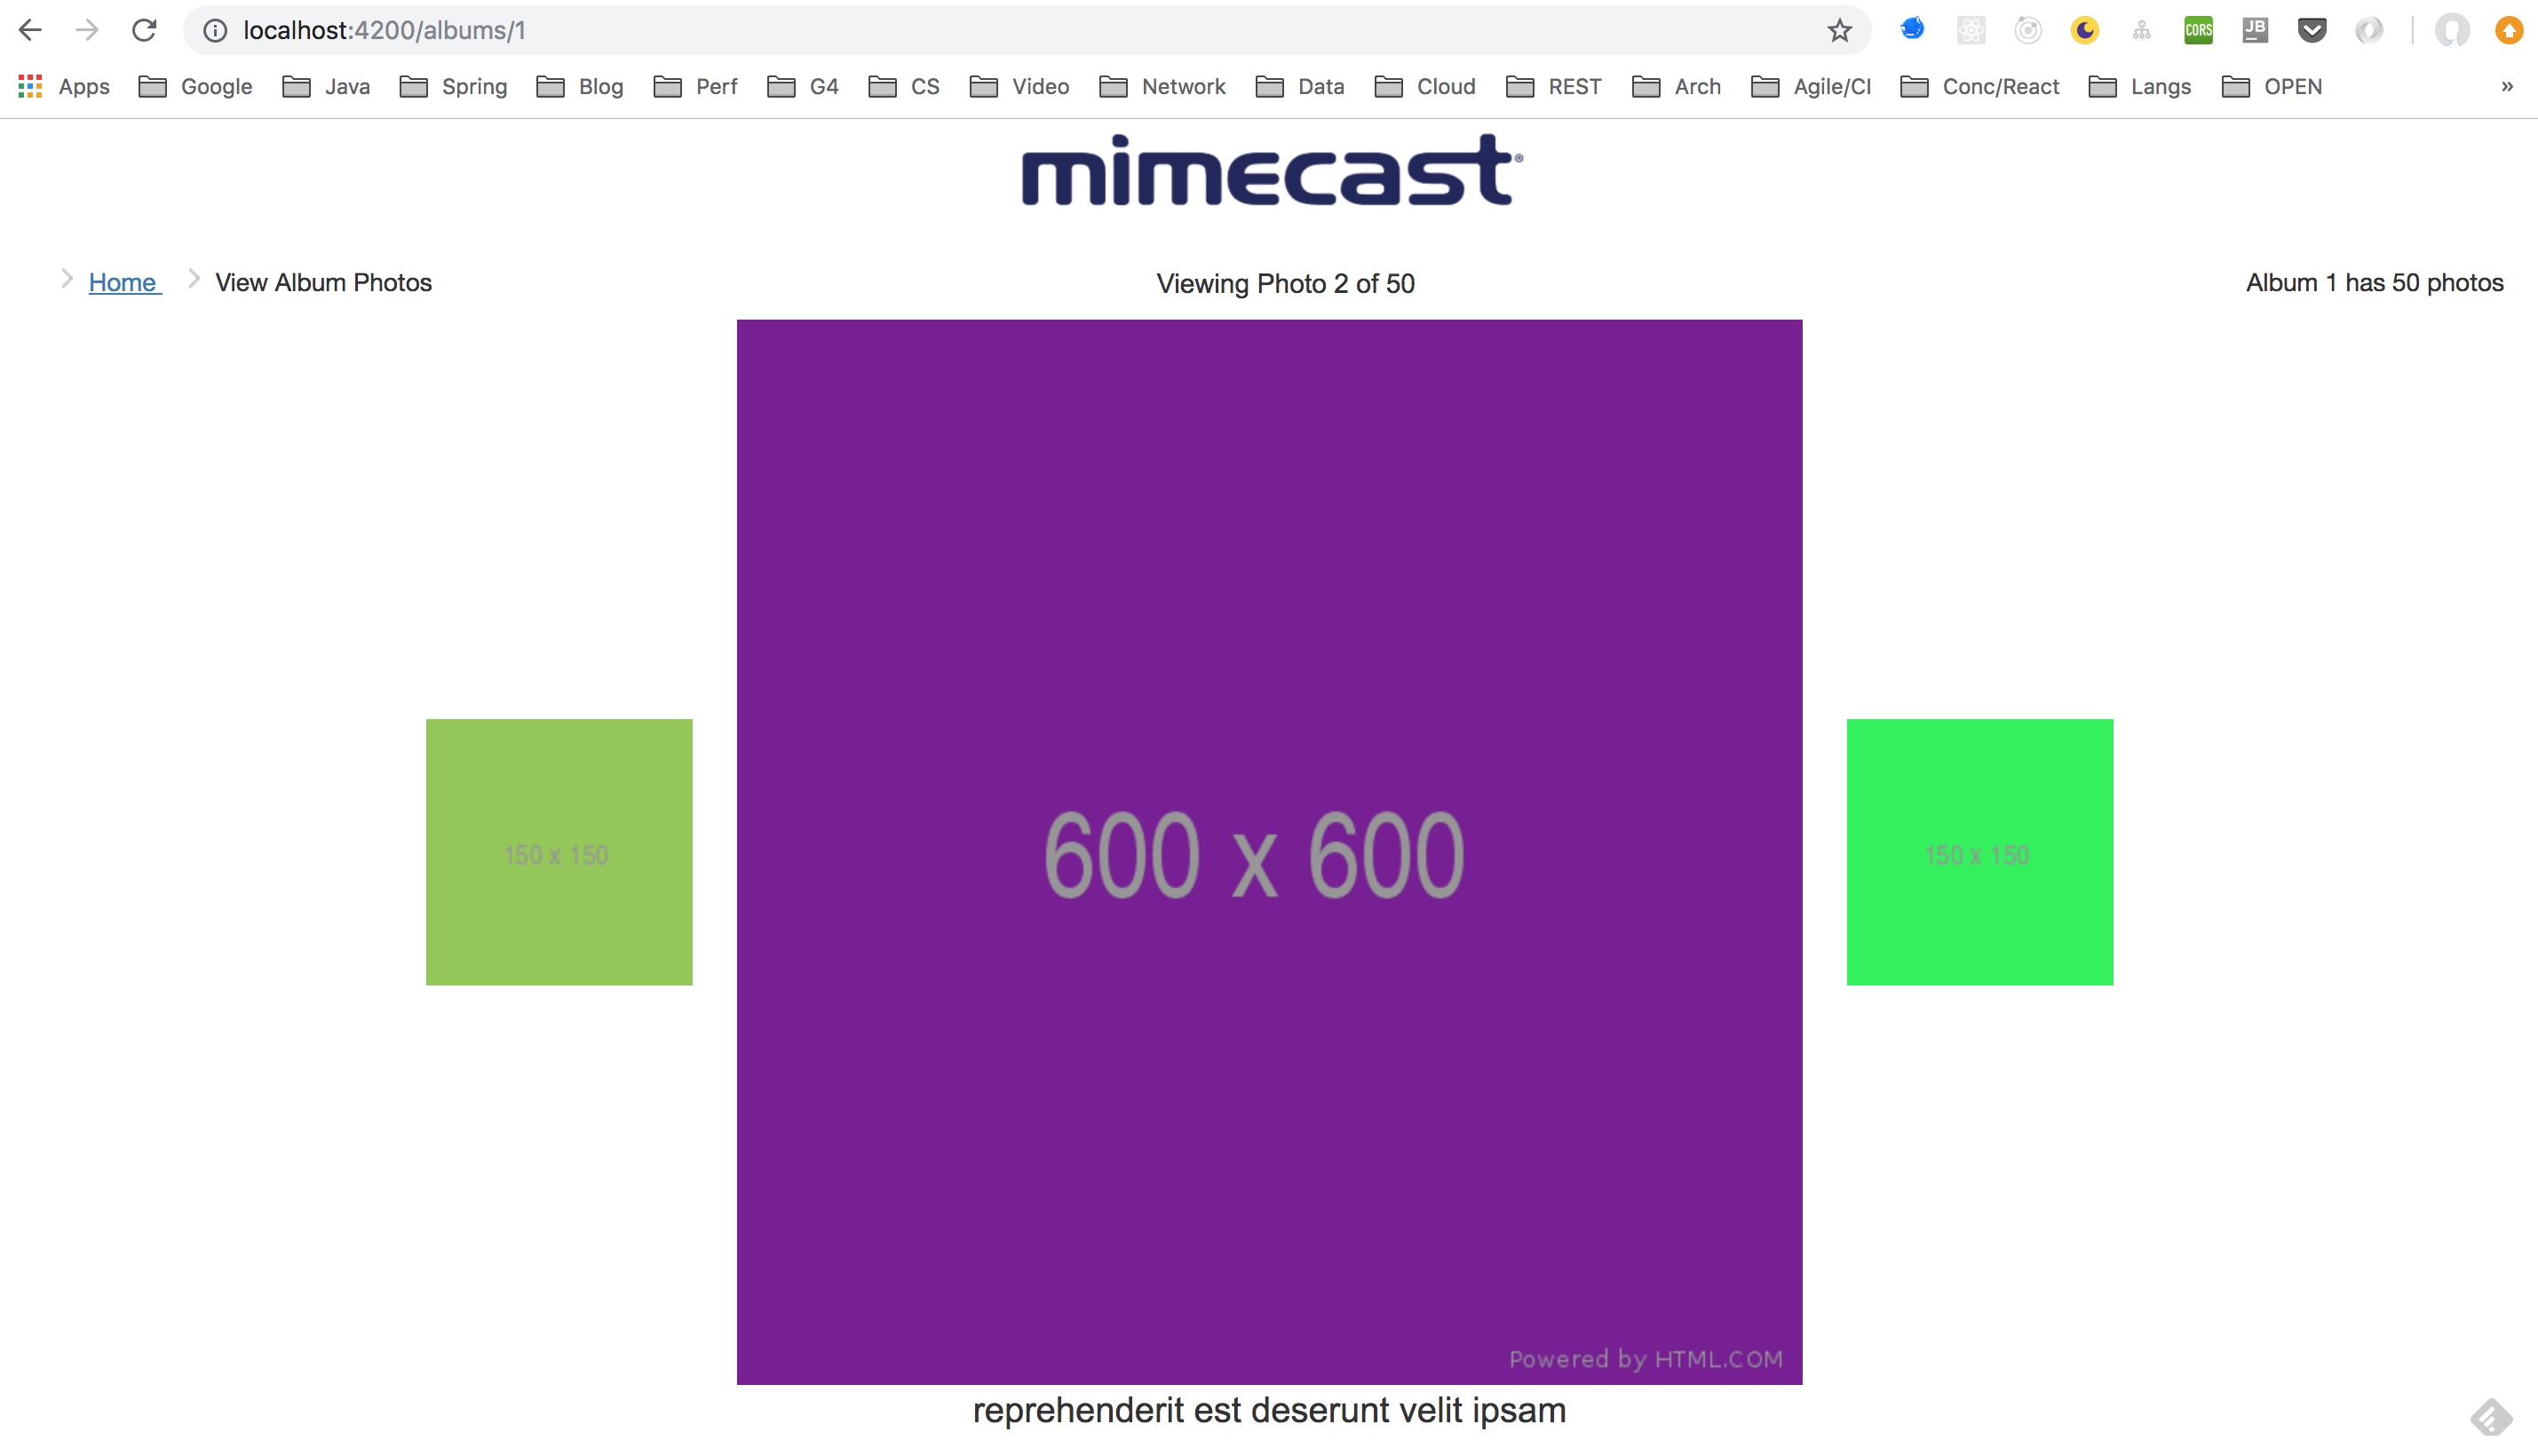 localhost:4200/albums/1
CORS
JB
Apps Google Java Spring Blog Perf G4 CS Video Network Data Cloud REST Arch Agile/CI Conc/React Langs OPEN »
mimecast®
Home View Album Photos Viewing Photo 2 of 50 Album 1 has 50 photos
150 x 150 600 x 600 150 x 150
Powered by HTML.COM
reprehenderit est deserunt velit ipsam